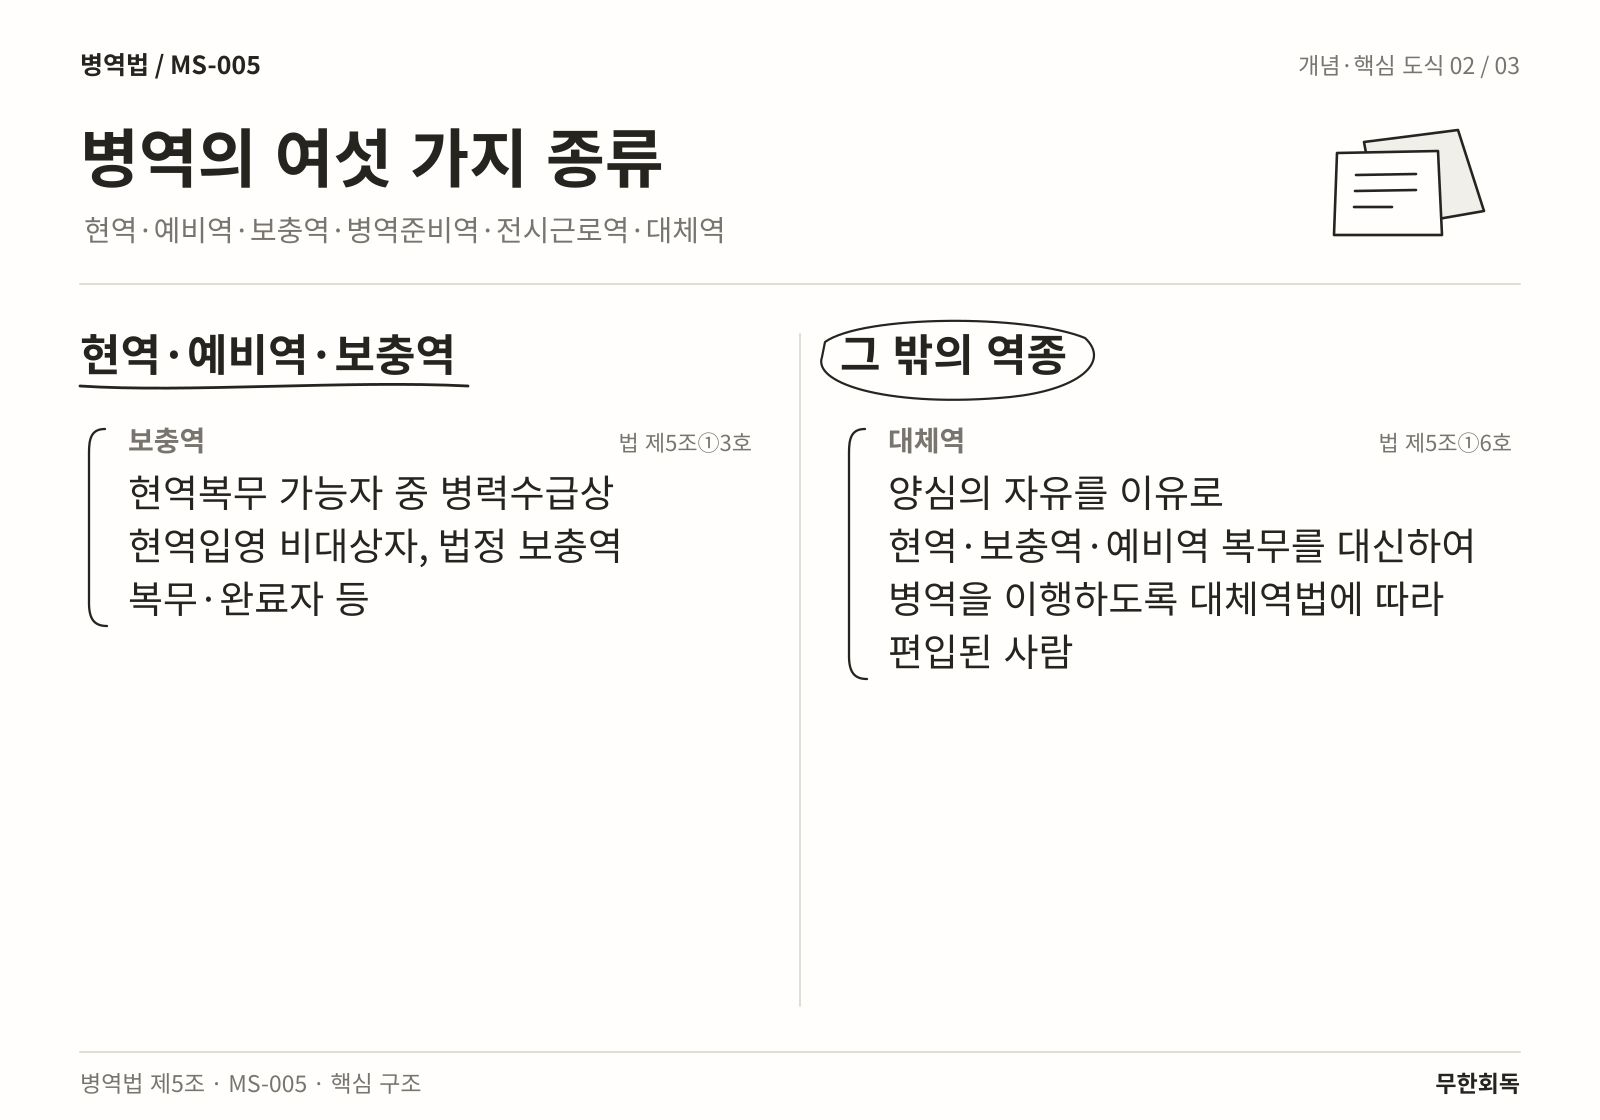 병역법 / MS-005
개념·핵심 도식 02 / 03
병역의 여섯 가지 종류
현역·예비역·보충역·병역준비역·전시근로역·대체역
현역·예비역·보충역
보충역
법 제5조①3호
현역복무 가능자 중 병력수급상
현역입영 비대상자, 법정 보충역
복무·완료자 등
그 밖의 역종
대체역
법 제5조①6호
양심의 자유를 이유로
현역·보충역·예비역 복무를 대신하여
병역을 이행하도록 대체역법에 따라
편입된 사람
병역법 제5조 · MS-005 · 핵심 구조
무한회독